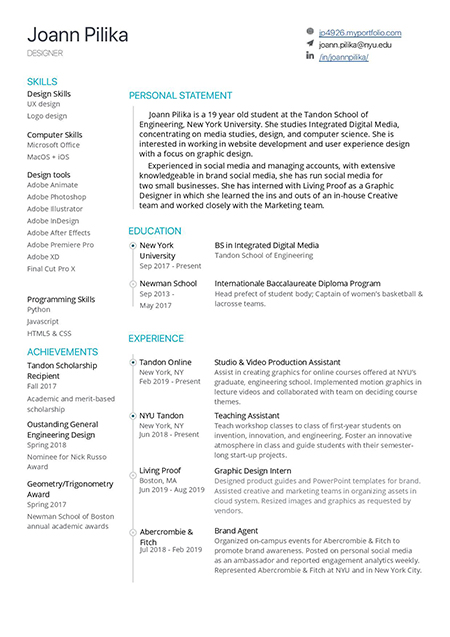 Joann Pilika
DESIGNER
jp4926.myportfolio.com
joann.pilika@nyu.edu
/in/joannpilika/
SKILLS
Design Skills
UX design
Logo design
Computer Skills
Microsoft Office
MacOS + iOS
Design tools
Adobe Animate
Adobe Photoshop
Adobe Illustrator
Adobe InDesign
Adobe After Effects
Adobe Premiere Pro
Adobe XD
Final Cut Pro X
Programming Skills
Python
Javascript
HTML5 & CSS
ACHIEVEMENTS
Tandon Scholarship
Recipient
Fall 2017
Academic and merit-based
scholarship
Oustanding General
Engineering Design
Spring 2018
Nominee for Nick Russo
Award
Geometry/Trigonometry
Award
Spring 2017
Newman School of Boston
annual academic awards
PERSONAL STATEMENT
Joann Pilika is a 19 year old student at the Tandon School of
Engineering, New York University. She studies Integrated Digital Media,
concentrating on media studies, design, and computer science. She is
interested in working in website development and user experience design
with a focus on graphic design.
Experienced in social media and managing accounts, with extensive
knowledgeable in brand social media, she has run social media for
two small businesses. She has interned with Living Proof as a Graphic
Designer in which she learned the ins and outs of an in-house Creative
team and worked closely with the Marketing team.
EDUCATION
New York
University
Sep 2017 - Present
BS in Integrated Digital Media
Tandon School of Engineering
Newman School
Sep 2013 -
May 2017
Internationale Baccalaureate Diploma Program
Head prefect of student body; Captain of women's basketball &
lacrosse teams.
EXPERIENCE
Tandon Online
New York, NY
Feb 2019 - Present
Studio & Video Production Assistant
Assist in creating graphics for online courses offered at NYU's
graduate, engineering school. Implemented motion graphics in
lecture videos and collaborated with team on deciding course
themes.
NYU Tandon
New York, NY
Jun 2018 - Present
Teaching Assistant
Teach workshop classes to class of first-year students on
invention, innovation, and engineering. Foster an innovative
atmosphere in class and guide students with their semester-
long start-up projects.
Living Proof
Boston, MA
Jun 2019 - Aug 2019
Graphic Design Intern
Designed product guides and PowerPoint templates for brand.
Assisted creative and marketing teams in organizing assets in
cloud system. Resized images and graphics as requested by
vendors.
Abercrombie &
Fitch
Jul 2018 - Feb 2019
Brand Agent
Organized on-campus events for Abercrombie & Fitch to
promote brand awareness. Posted on personal social media
as an ambassador and reported engagement analytics weekly.
Represented Abercrombie & Fitch at NYU and in New York City.